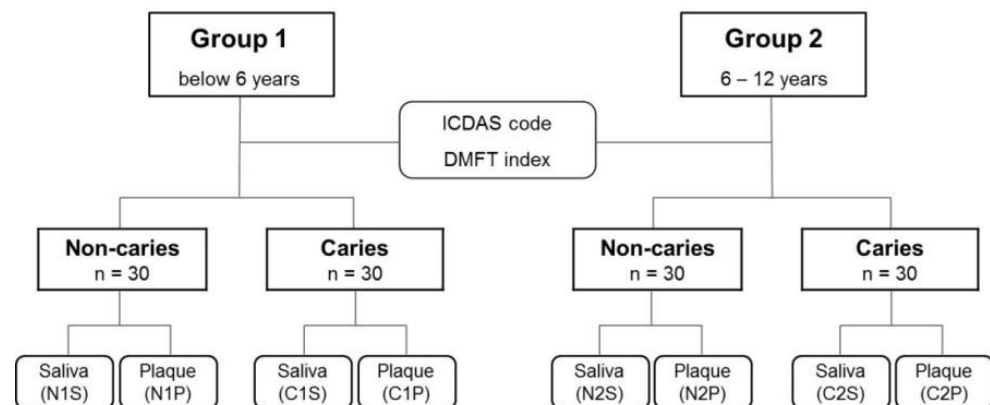 Group 1
below 6 years
Group 2
6 – 12 years
ICDAS code
DMFT index
Non-caries
n = 30
Caries
n = 30
Non-caries
n = 30
Caries
n = 30
Saliva
(N1S)
Plaque
(N1P)
Saliva
(C1S)
Plaque
(C1P)
Saliva
(N2S)
Plaque
(N2P)
Saliva
(C2S)
Plaque
(C2P)